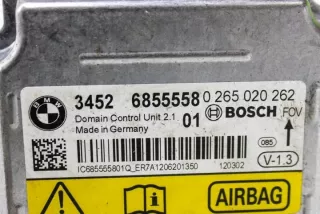 BMW
3452 6855558 0 265 020 262
Domain Control Unit 2.1 01 BOSCH FOV
Made in Germany
085
IC685555801Q_ER7A1206201350 120302 V-1.3
AIRBAG